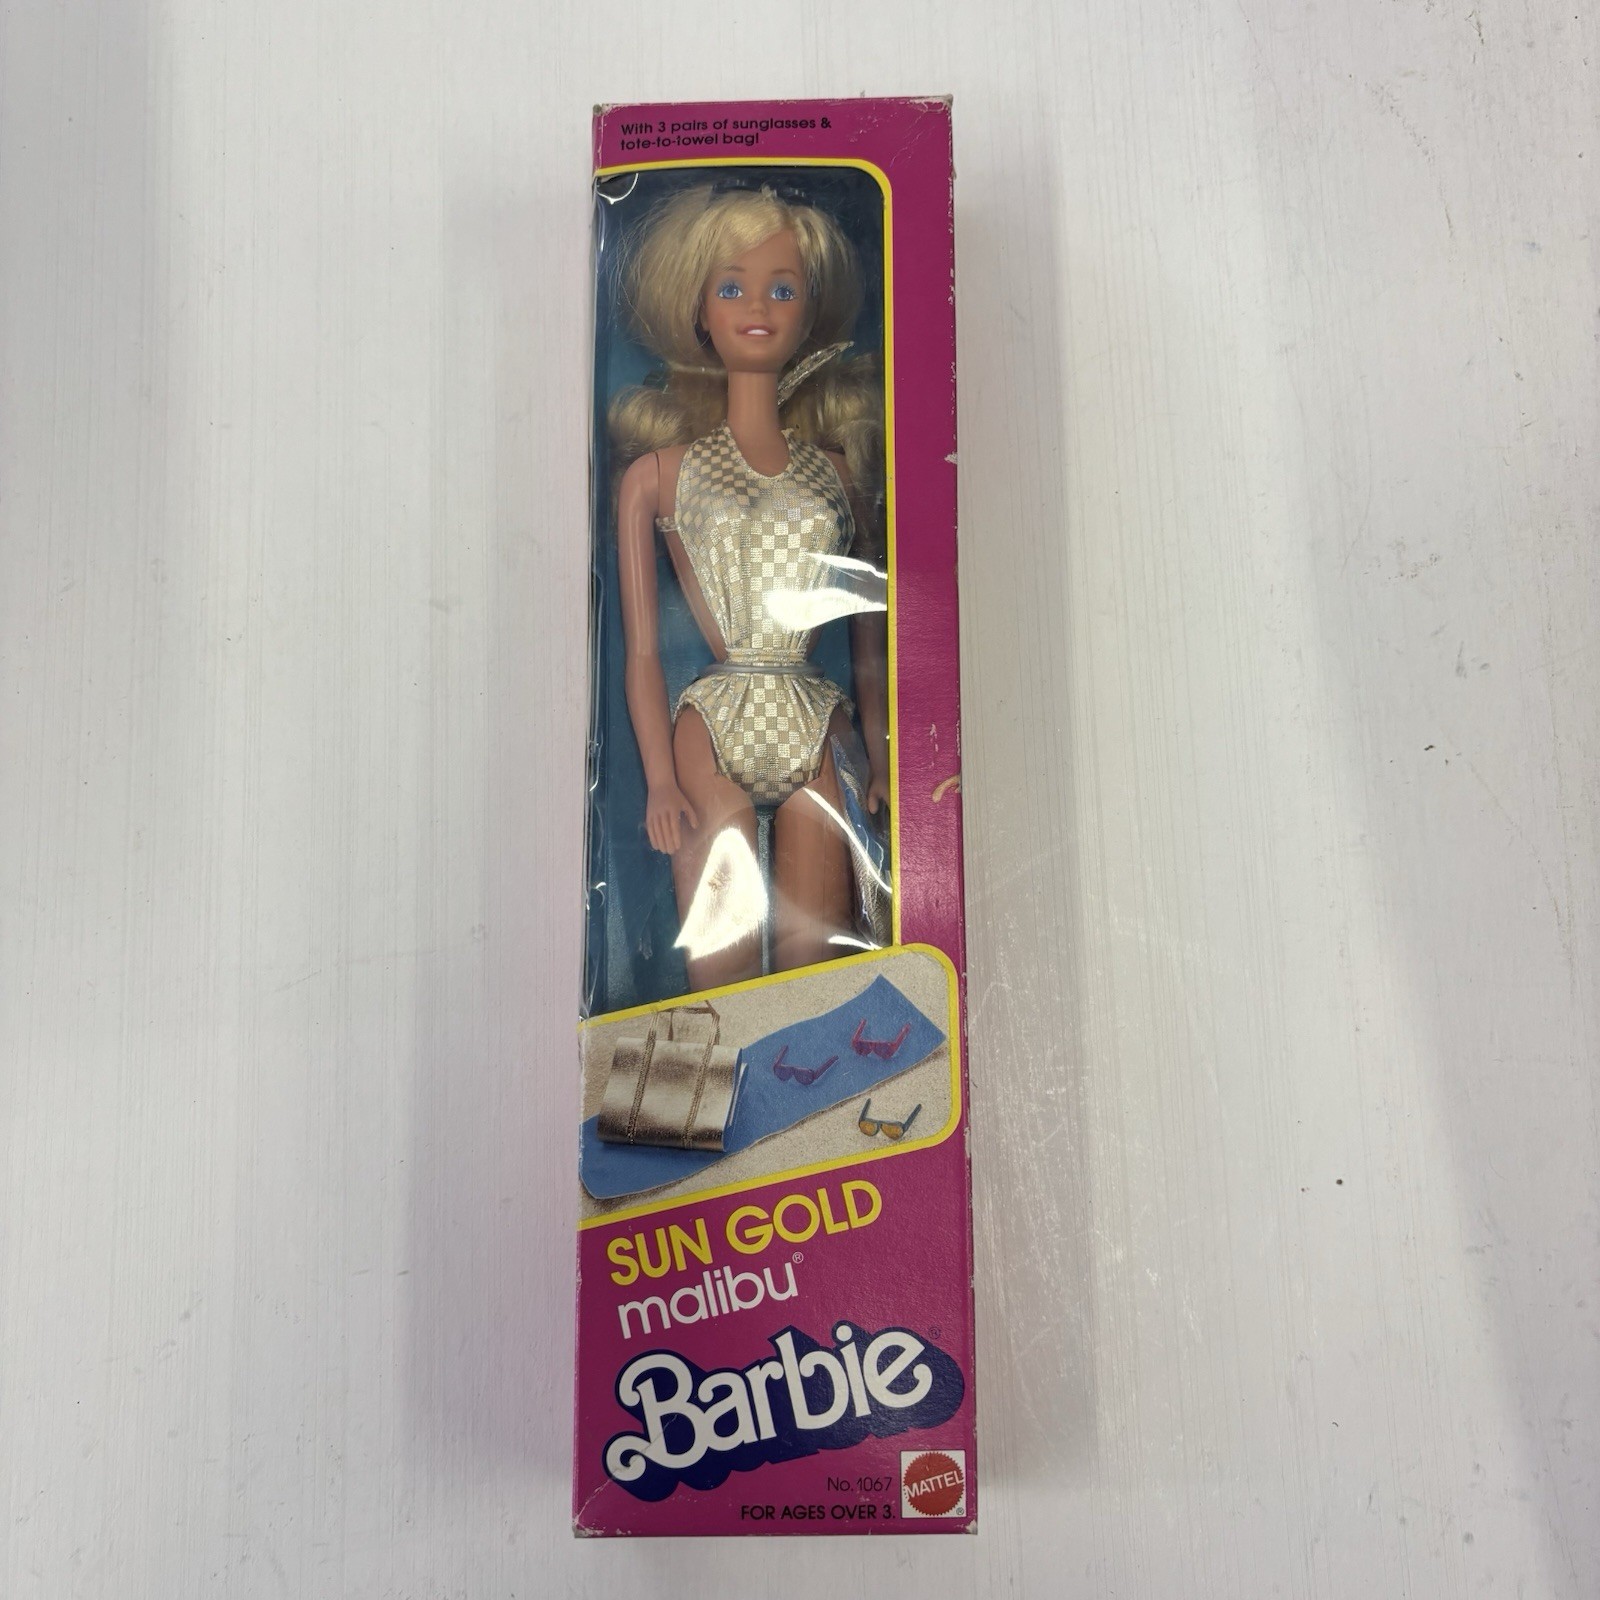 With 3 pairs of sunglasses &
tote-to-towel bag!
SUN GOLD
malibu®
Barbie®
No. 1067
MATTEL®
FOR AGES OVER 3.